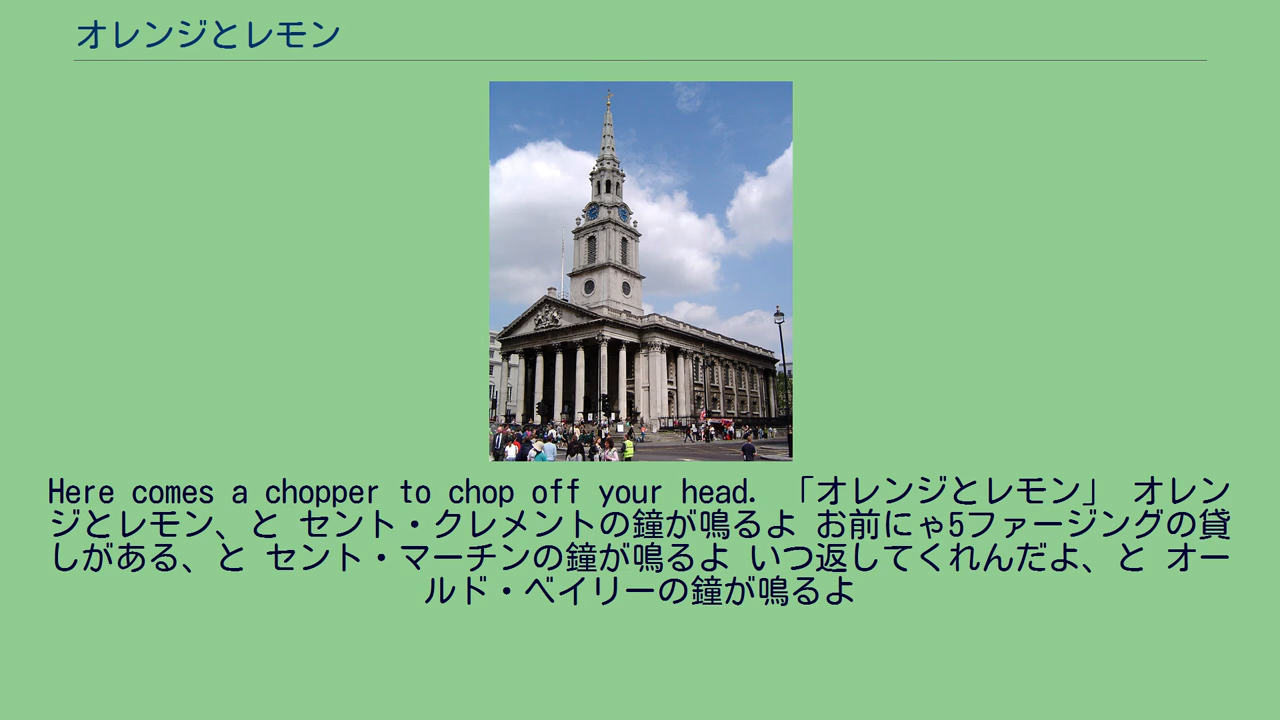 オレンジとレモン
Here comes a chopper to chop off your head. 「オレンジとレモン」 オレン
ジとレモン、と セント・クレメントの鐘が鳴るよ お前にゃ5ファージングの貸
しがある、と セント・マーチンの鐘が鳴るよ いつ返してくれんだよ、と オー
ルド・ベイリーの鐘が鳴るよ